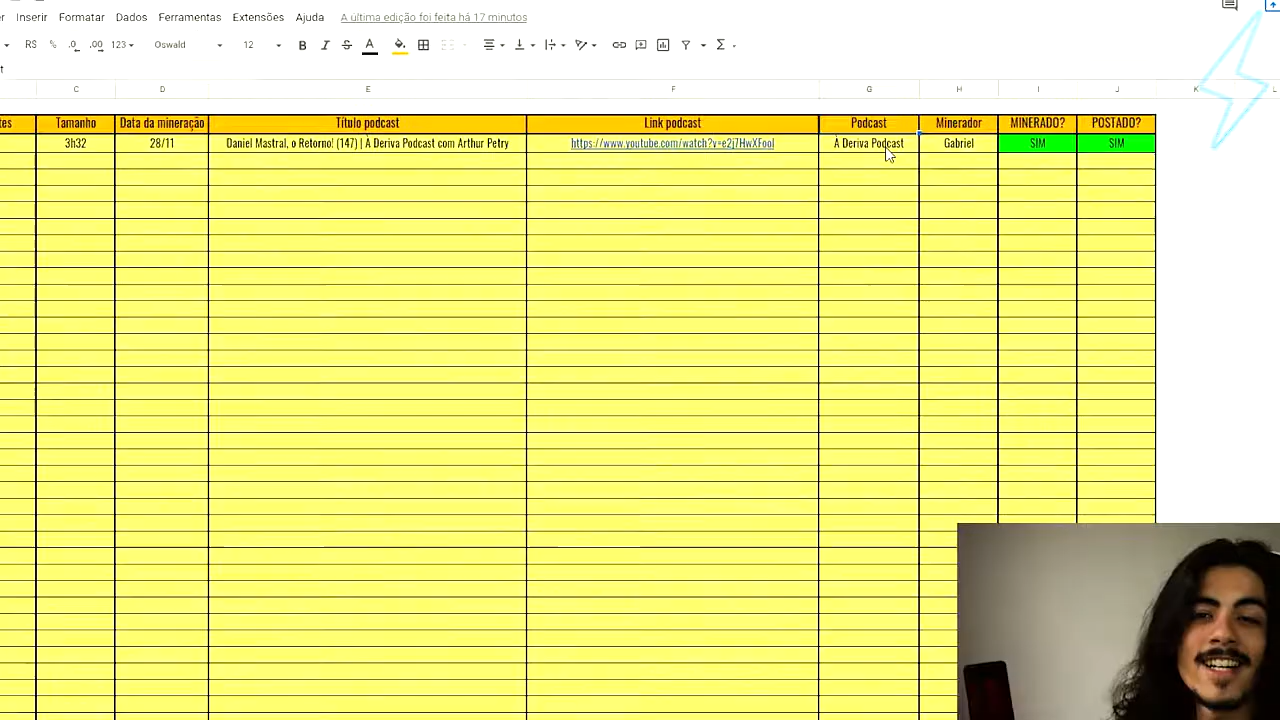 Inserir Formatar Dados Ferramentas Extensões Ajuda A última edição foi feita há 17 minutos
R$ % .0 .00 123 Oswald 12 B I S A Σ
C D E F G H I J K L
Tamanho Data da mineração Título podcast Link podcast Podcast Minerador MINERADO? POSTADO?
3h32 28/11 Daniel Mastral, o Retorno! (147) | À Deriva Podcast com Arthur Petry À Deriva Podcast Gabriel SIM SIM